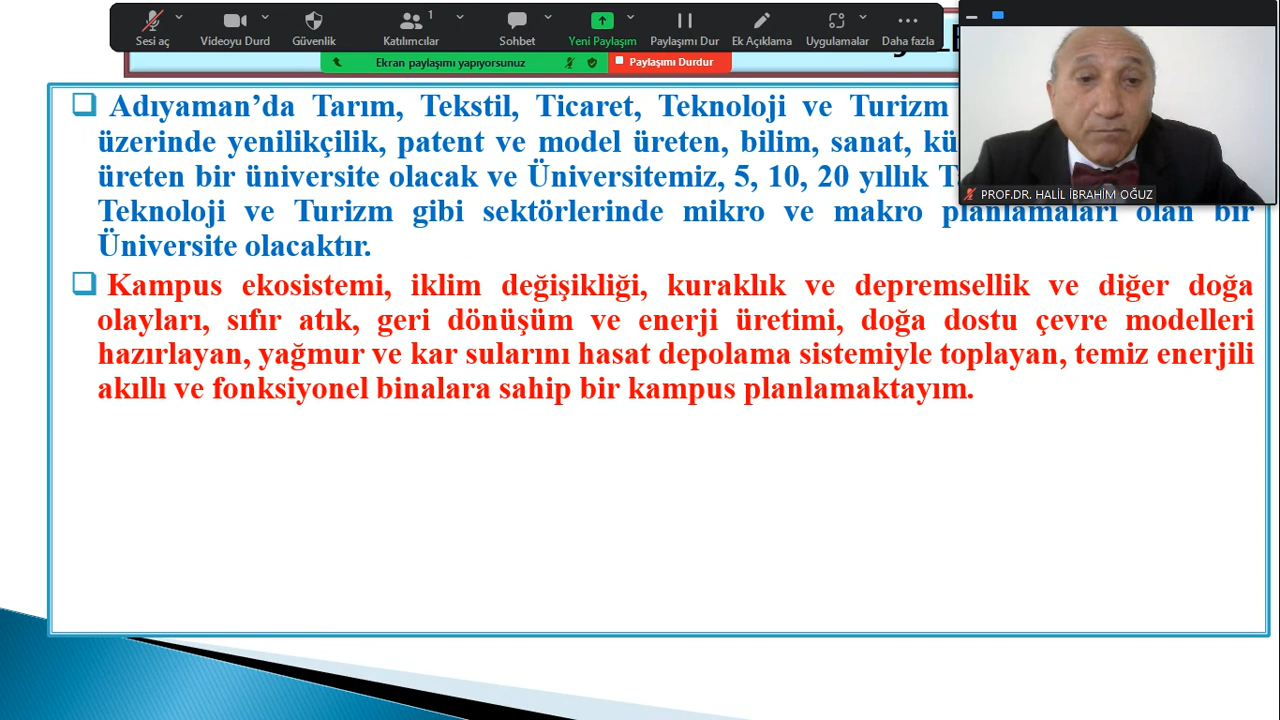 1
Sesi aç Videoyu Durd Güvenlik Katılımcılar Sohbet Yeni Paylaşım Paylaşımı Dur Ek Açıklama Uygulamalar Daha fazla
Ekran paylaşımı yapıyorsunuz Paylaşımı Durdur
PROF.DR. HALİL İBRAHİM OĞUZ
Adıyaman’da Tarım, Tekstil, Ticaret, Teknoloji ve Turizm
üzerinde yenilikçilik, patent ve model üreten, bilim, sanat,
üreten bir üniversite olacak ve Üniversitemiz, 5, 10, 20 yıllık
Teknoloji ve Turizm gibi sektörlerinde mikro ve makro planlamaları olan bir
Üniversite olacaktır.
Kampus ekosistemi, iklim değişikliği, kuraklık ve depremsellik ve diğer doğa
olayları, sıfır atık, geri dönüşüm ve enerji üretimi, doğa dostu çevre modelleri
hazırlayan, yağmur ve kar sularını hasat depolama sistemiyle toplayan, temiz enerjili
akıllı ve fonksiyonel binalara sahip bir kampus planlamaktayım.